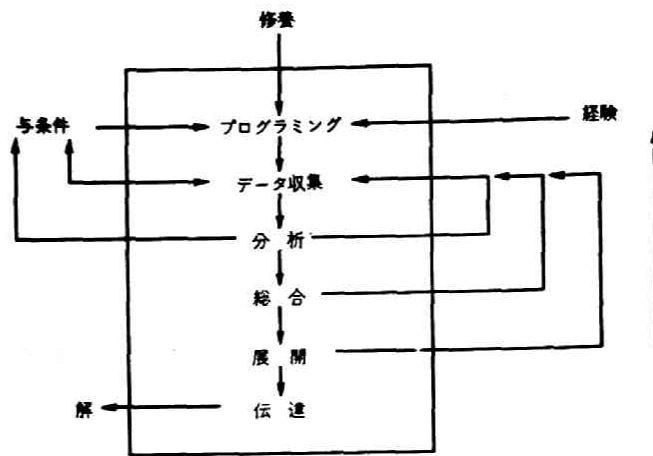 修養
与条件
プログラミング
経験
データ収集
分析
総合
展開
解
伝達